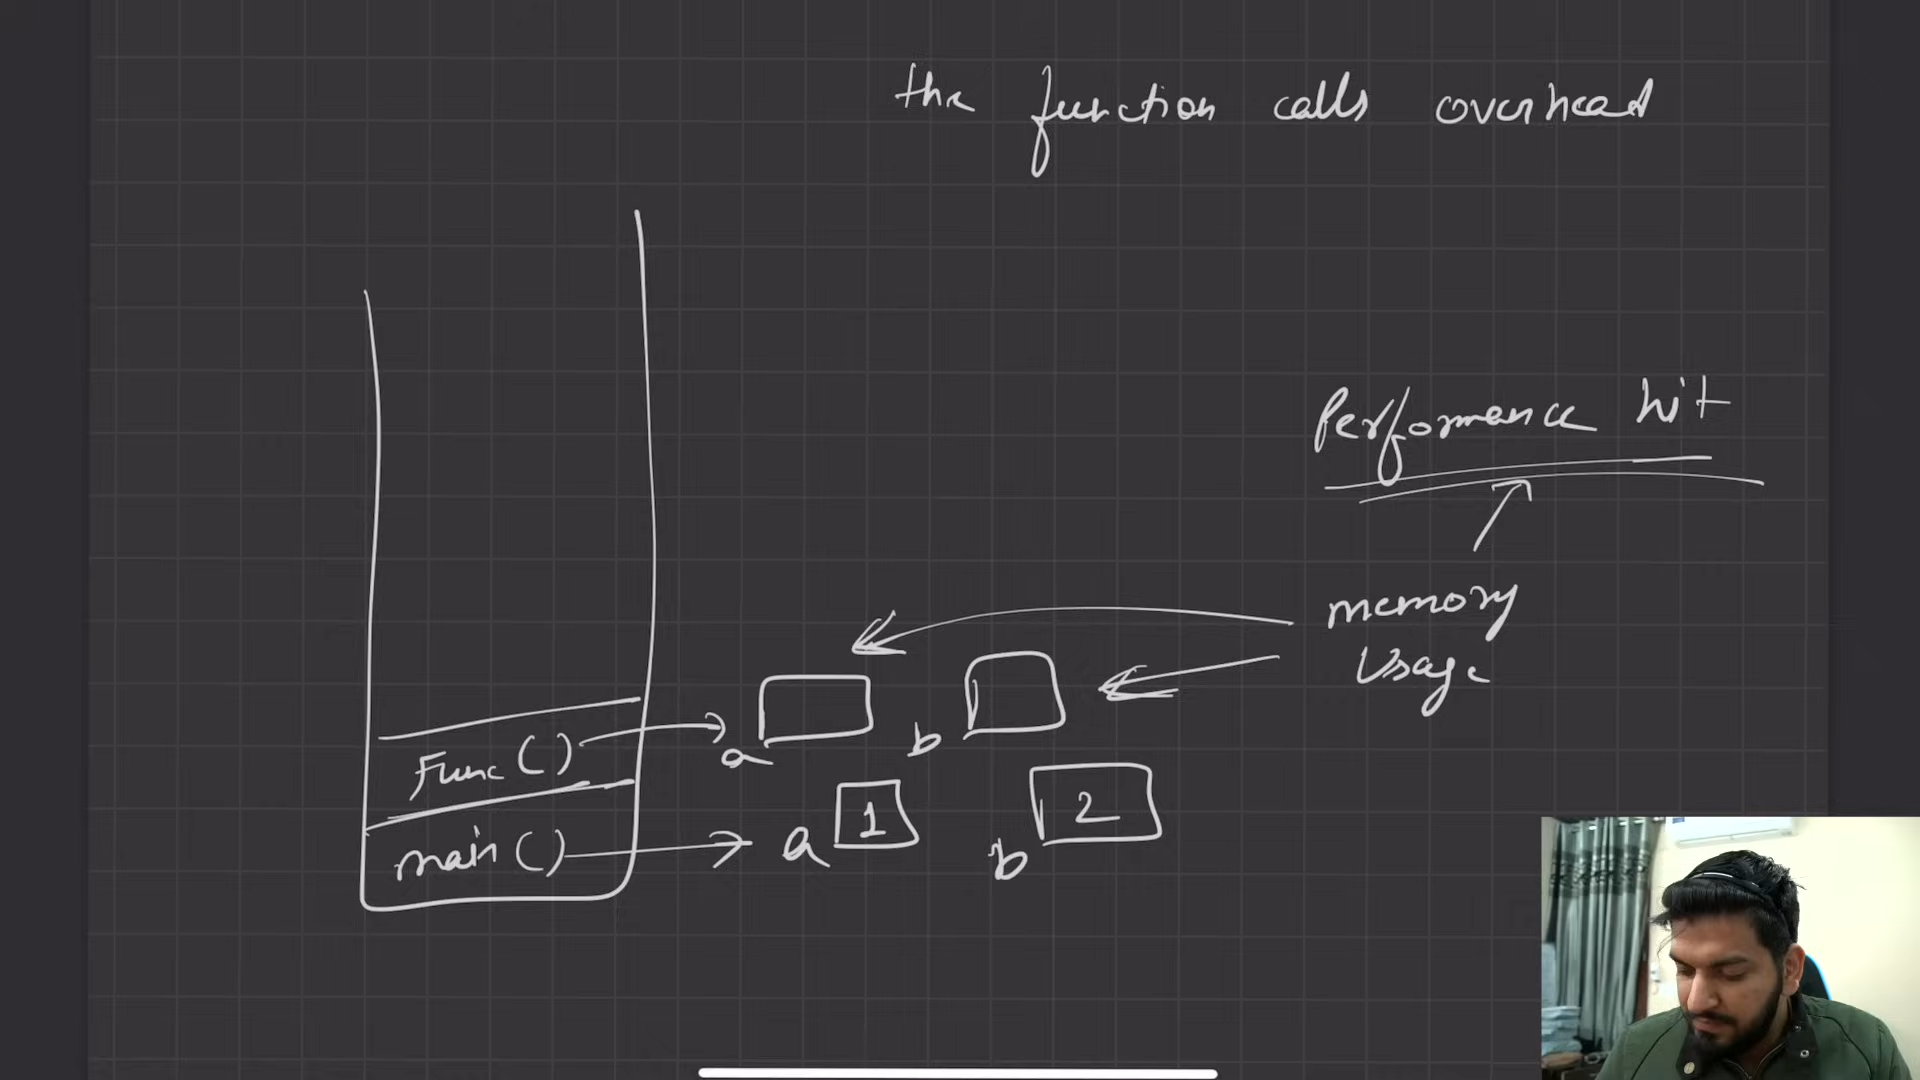 the function calls overhead
Performance hit
memory
Usage
Func()
a
b
main()
a 1
b 2